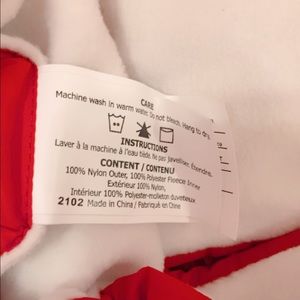 CARE
Machine wash in warm water. Do not bleach. Hang to dry.
INSTRUCTIONS
Laver à la machine à l'eau tiède. Ne pas javelliser. Étendre.
CONTENT / CONTENU
100% Nylon Outer, 100% Polyester Fleece Inner
Extérieur 100% Nylon,
Intérieur 100% Polyester-molleton duveteux
2102 Made in China / Fabriqué en Chine